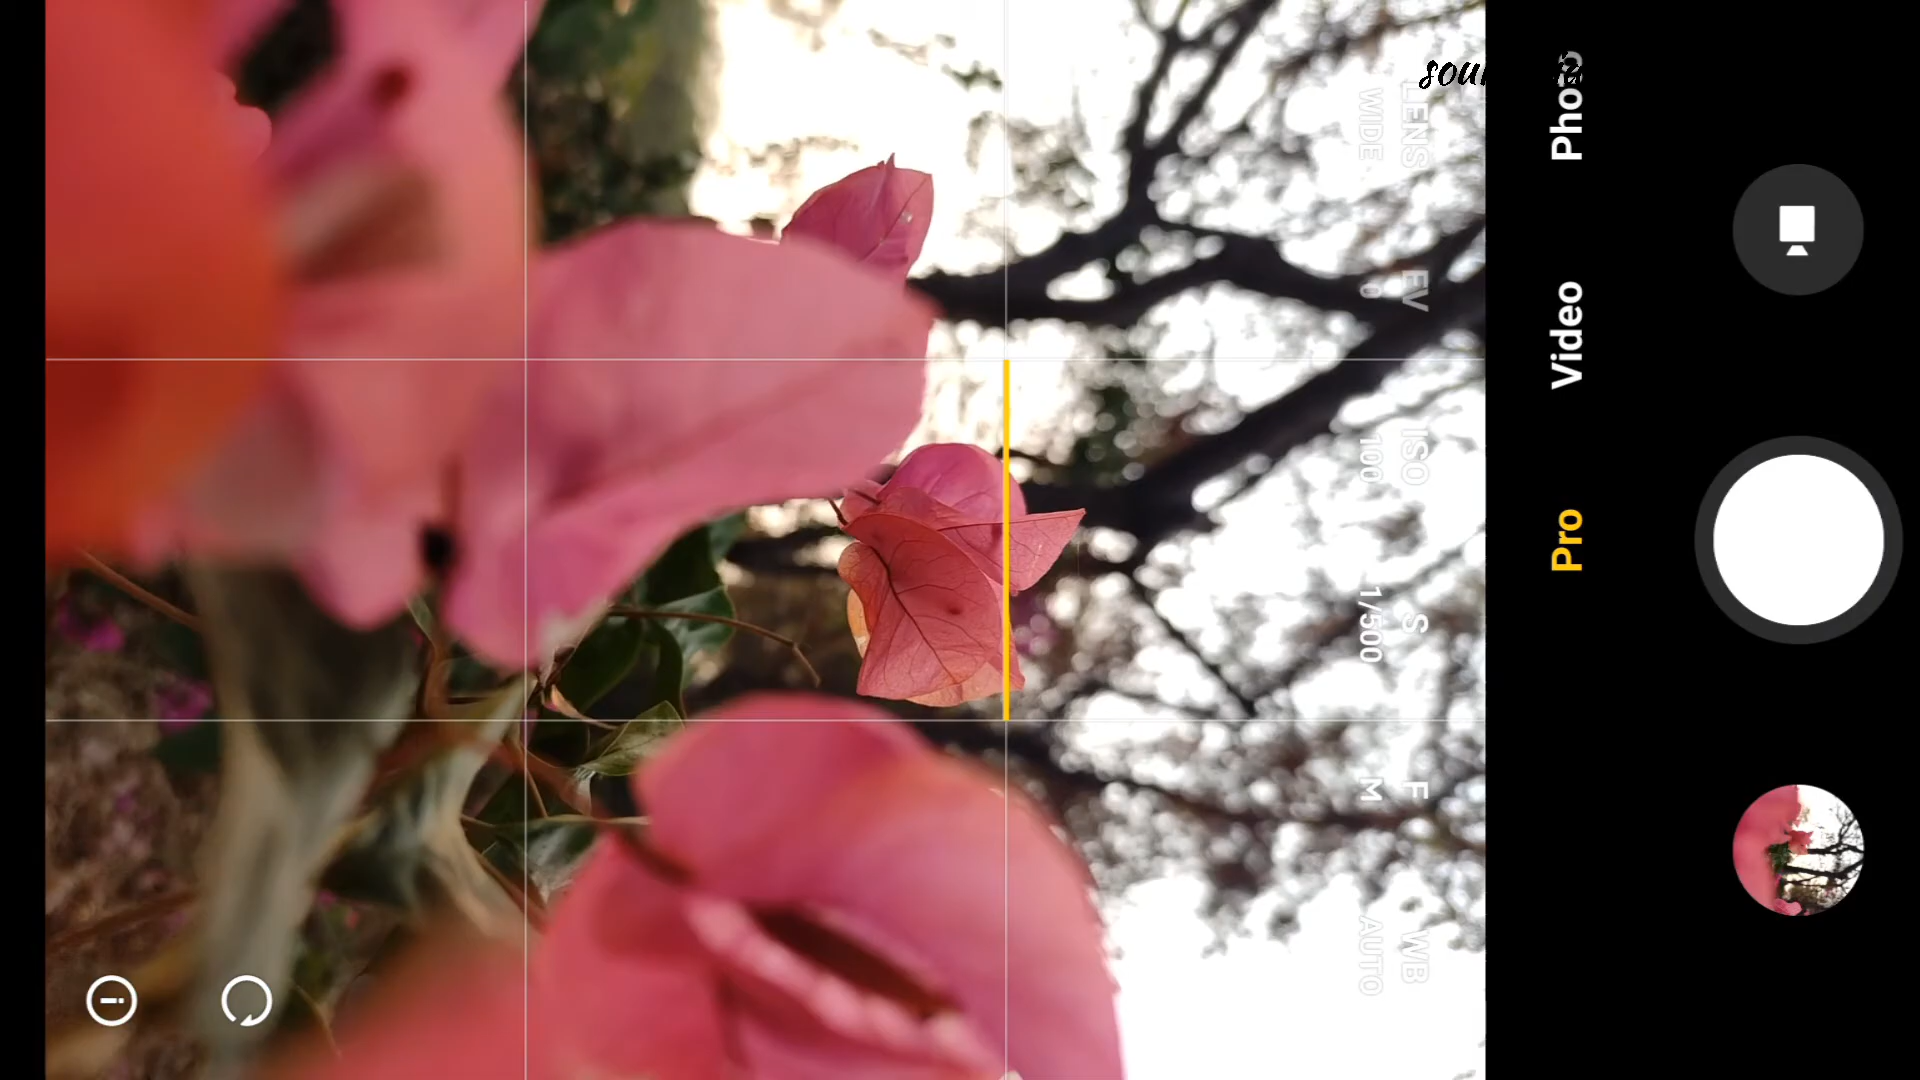 LENS
WIDE
EV
0
ISO
100
S
1/500
F
M
WB
AUTO
Photo
Video
Pro